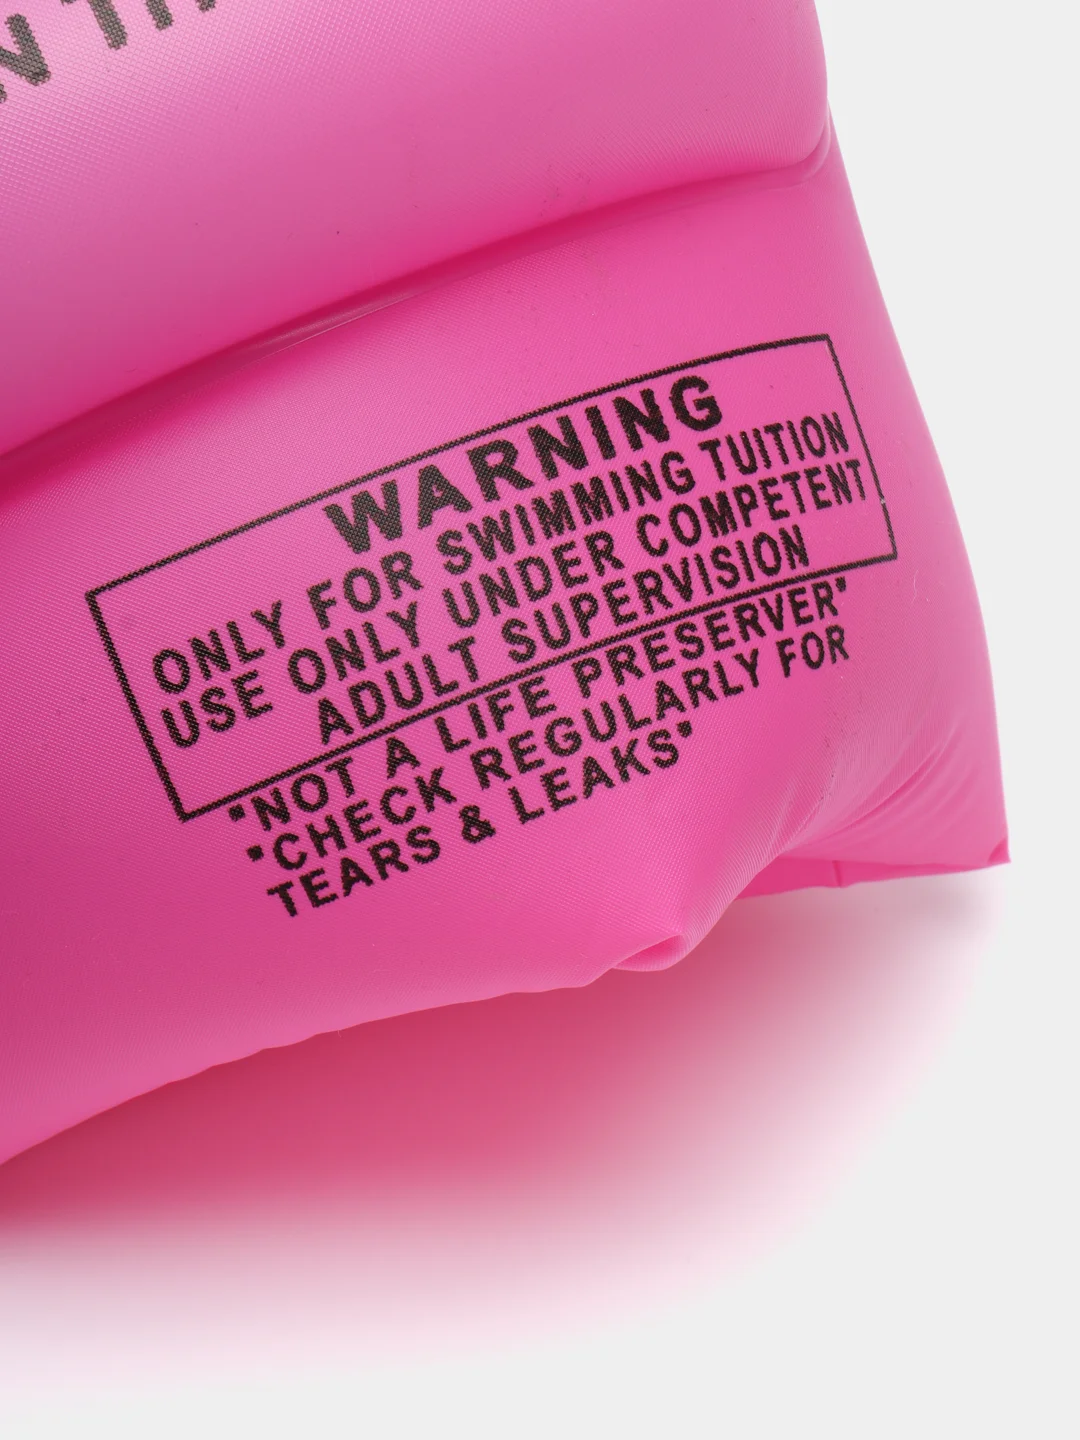 WARNING
ONLY FOR SWIMMING TUITION
USE ONLY UNDER COMPETENT
ADULT SUPERVISION
"NOT A LIFE PRESERVER"
"CHECK REGULARLY FOR
TEARS & LEAKS"